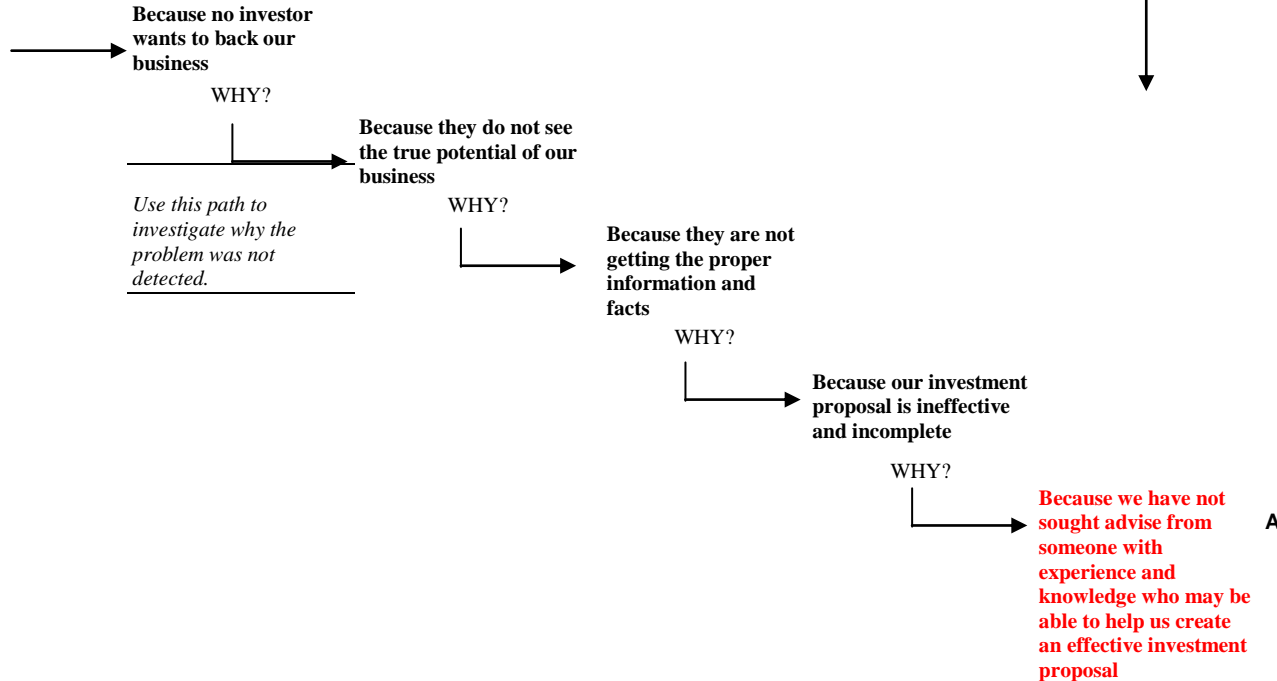 Because no investor
wants to back our
business
WHY?
Because they do not see
the true potential of our
business
Use this path to
investigate why the
problem was not
detected.
WHY?
Because they are not
getting the proper
information and
facts
WHY?
Because our investment
proposal is ineffective
and incomplete
WHY?
Because we have not
sought advise from
someone with
experience and
knowledge who may be
able to help us create
an effective investment
proposal
A